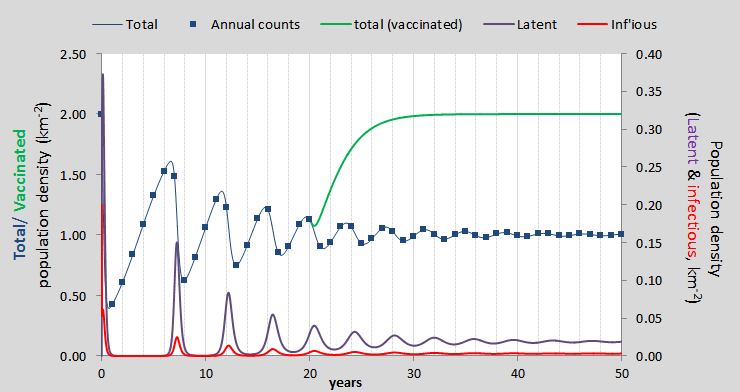 Total Annual counts total (vaccinated) Latent Inf'ious
2.50
2.00
1.50
1.00
0.50
0.00
Total/ Vaccinated
population density (km-2)
0.40
0.35
0.30
0.25
0.20
0.15
0.10
0.05
0.00
Population density
(Latent & infectious, km-2)
0 10 20 30 40 50
years